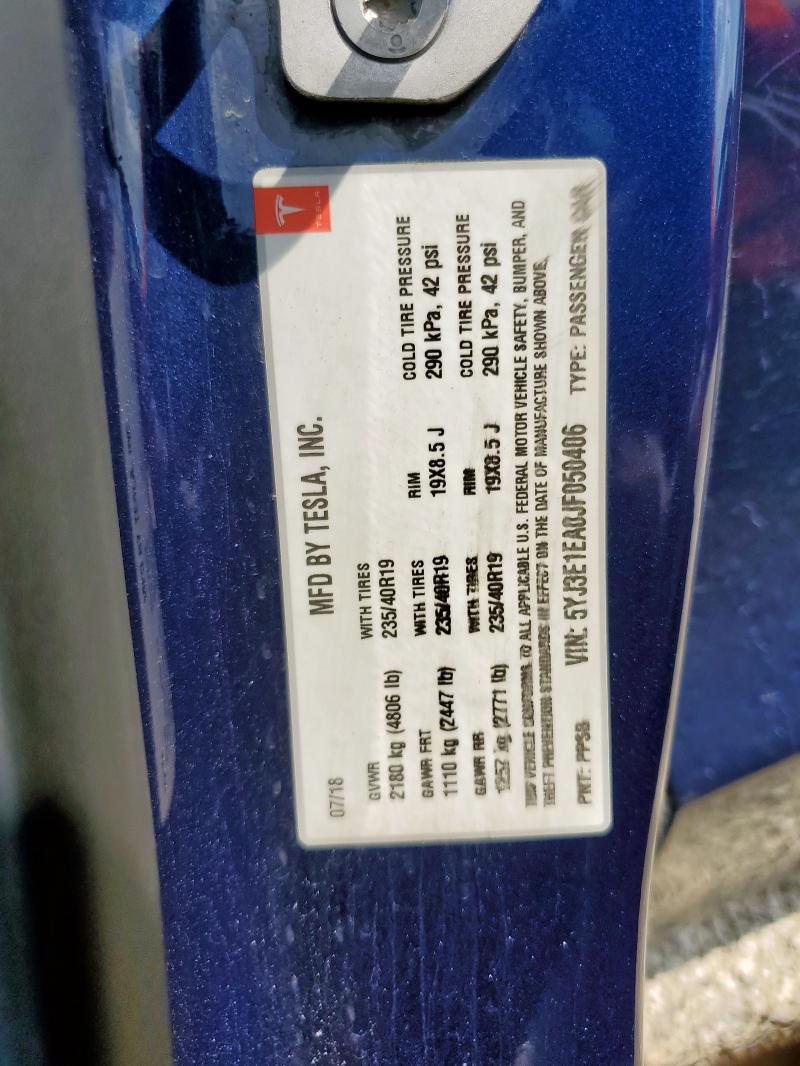 TESLA
07/18
MFD BY TESLA, INC.
GVWR WITH TIRES
2180 kg (4806 lb) 235/40R19
GAWR FRT WITH TIRES RIM COLD TIRE PRESSURE
1110 kg (2447 lb) 235/40R19 19X8.5 J 290 kPa, 42 psi
GAWR RR WITH TIRES RIM COLD TIRE PRESSURE
1257 kg (2771 lb) 235/40R19 19X8.5 J 290 kPa, 42 psi
THIS VEHICLE CONFORMS TO ALL APPLICABLE U.S. FEDERAL MOTOR VEHICLE SAFETY, BUMPER, AND
THEFT PREVENTION STANDARDS IN EFFECT ON THE DATE OF MANUFACTURE SHOWN ABOVE.
PNT: PPSB VIN: 5YJ3E1EA0JF050406 TYPE: PASSENGER CAR